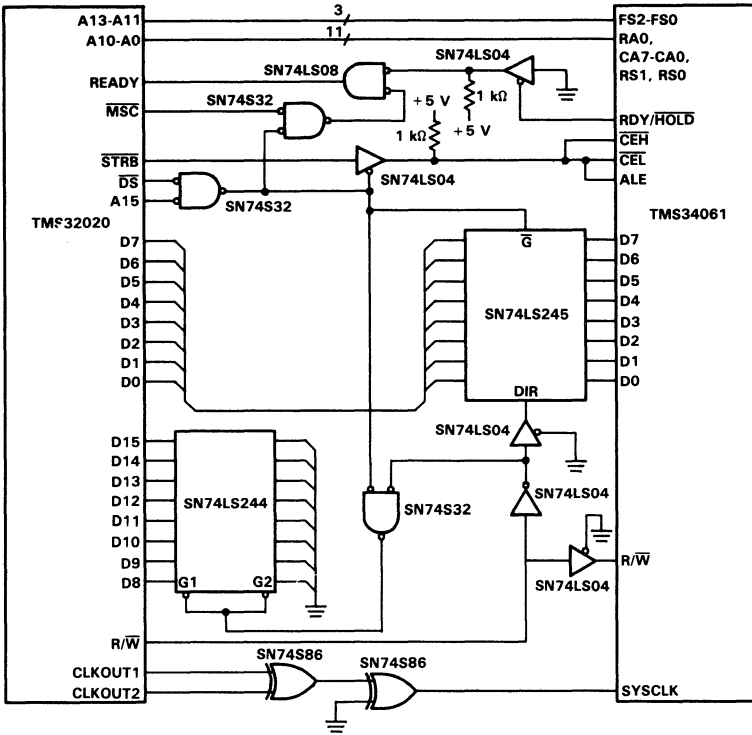 A13-A11 3 FS2-FS0
A10-A0 11 RA0,
CA7-CA0,
RS1, RS0
SN74LS04
SN74LS08
READY
SN74S32
MSC
+5 V
1 kΩ
1 kΩ
+5 V
RDY/HOLD
CEH
STRB
CEL
SN74LS04
ALE
DS
A15
SN74S32
TMS32020
TMS34061
G
D7 D7
D6 D6
D5 D5
D4 SN74LS245 D4
D3 D3
D2 D2
D1 D1
D0 D0
DIR
SN74LS04
D15
D14
D13
D12 SN74LS244
D11
D10
D9
D8 G1 G2
SN74S32
SN74LS04
R/W
SN74LS04
R/W
SN74S86
SN74S86
CLKOUT1
CLKOUT2
SYSCLK